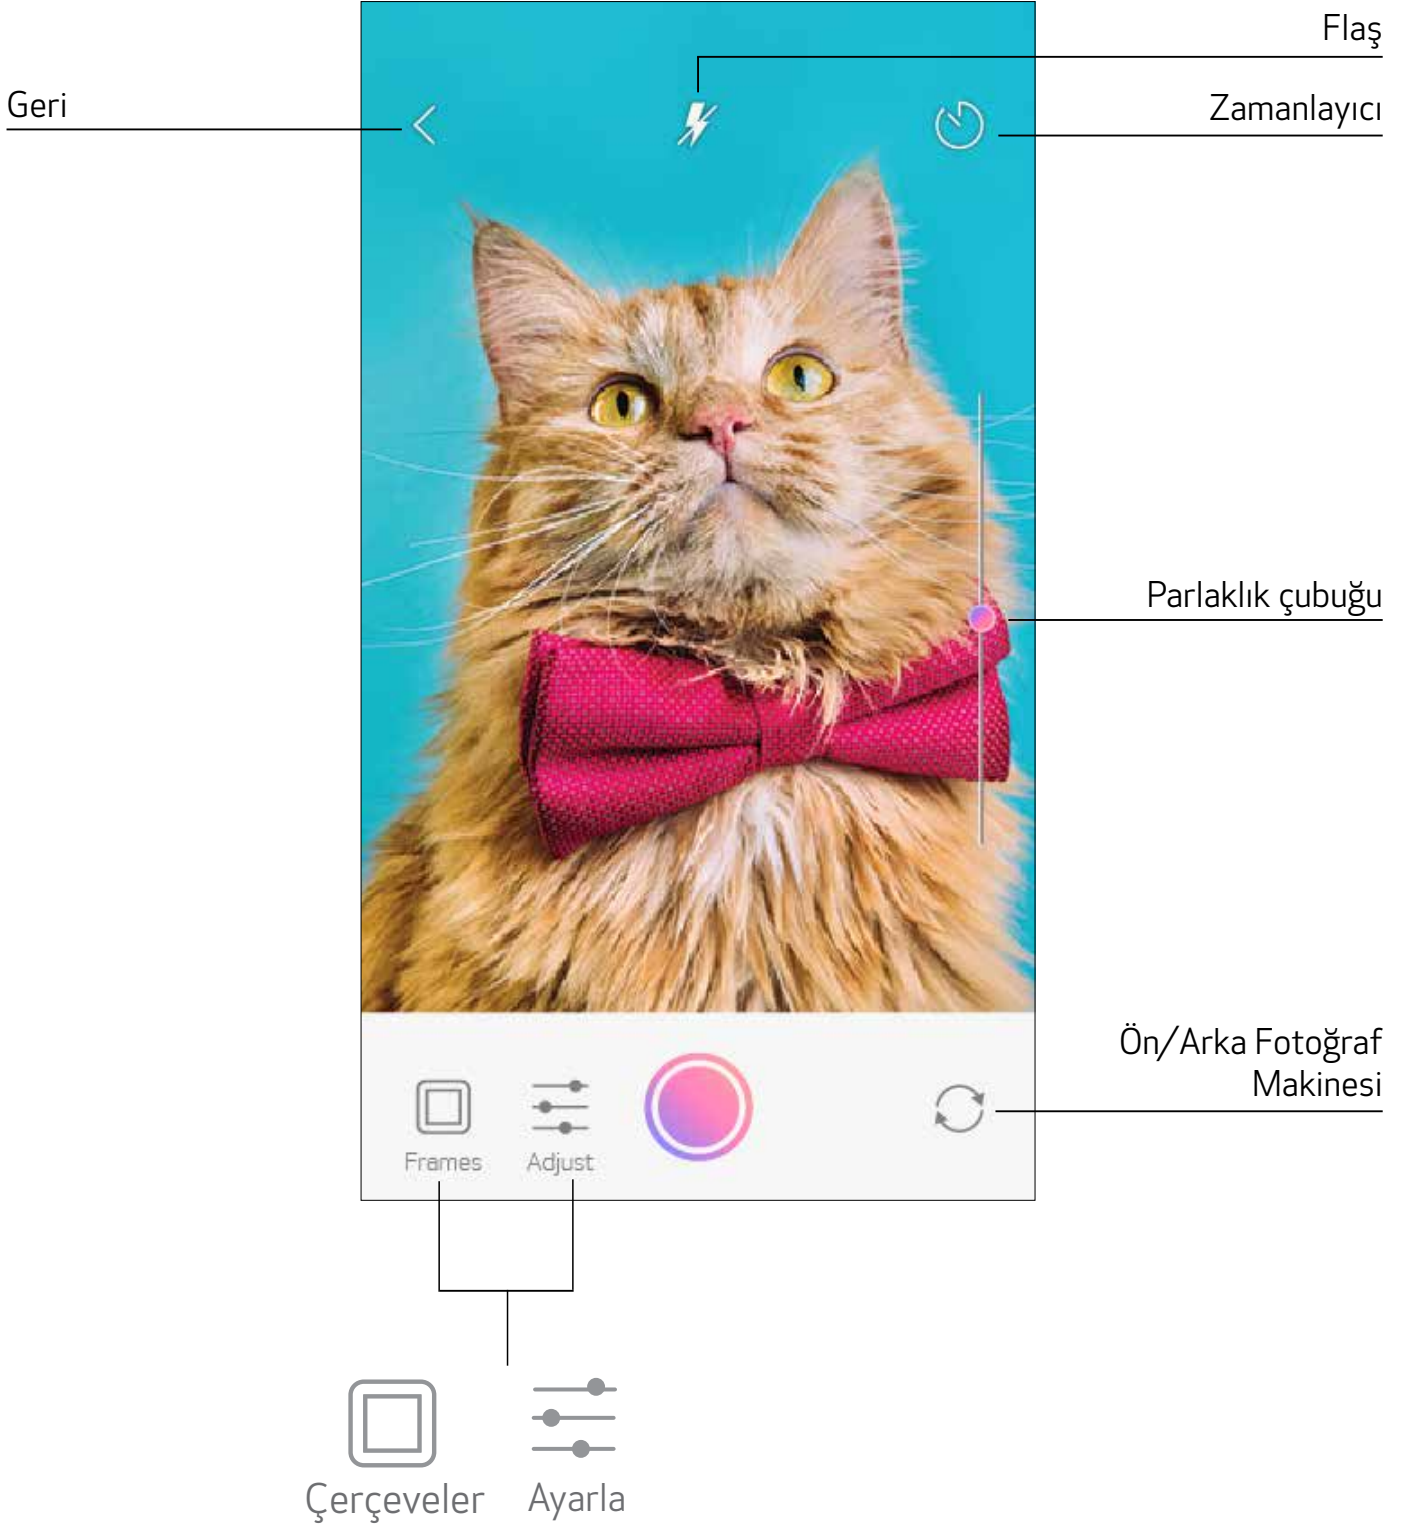 Flaş
Geri
Zamanlayıcı
Parlaklık çubuğu
Ön/Arka Fotoğraf
Makinesi
Frames
Adjust
Çerçeveler
Ayarla